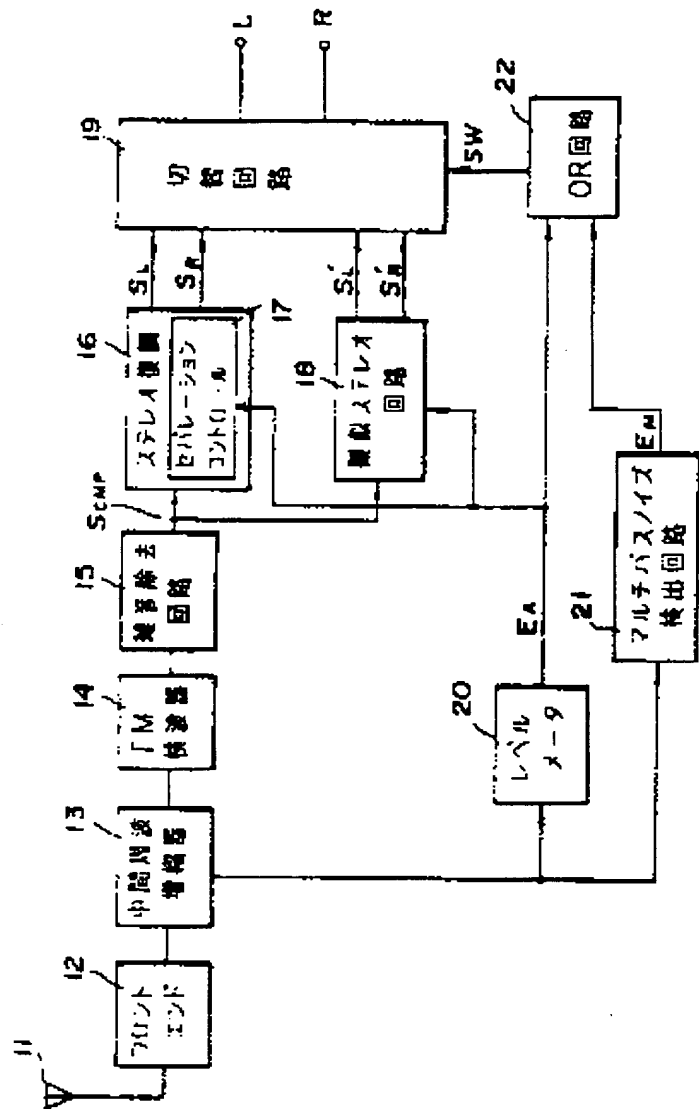 11
12
フロント
エンド
13
中間周波
増幅器
14
FM
検波器
15
雑音除去
回路
SCMP
16
ステレオ復調
セパレーション
コントロール
17
18
擬似ステレオ
回路
SL
SR
SL'
SR'
19
切替回路
L
R
SW
20
レベル
メータ
EA
21
マルチパスノイズ
検出回路
EM
22
OR回路